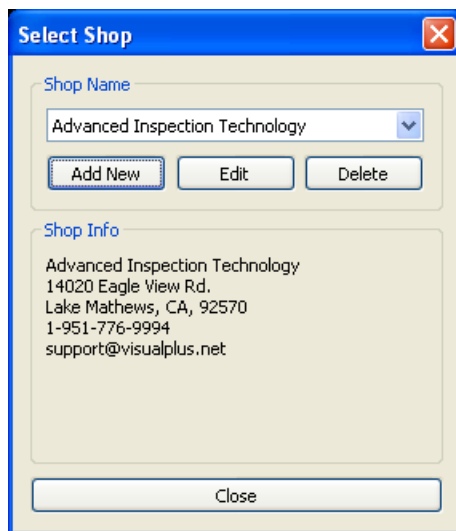 Select Shop
Shop Name
Advanced Inspection Technology
Add New Edit Delete
Shop Info
Advanced Inspection Technology
14020 Eagle View Rd.
Lake Mathews, CA, 92570
1-951-776-9994
support@visualplus.net
Close